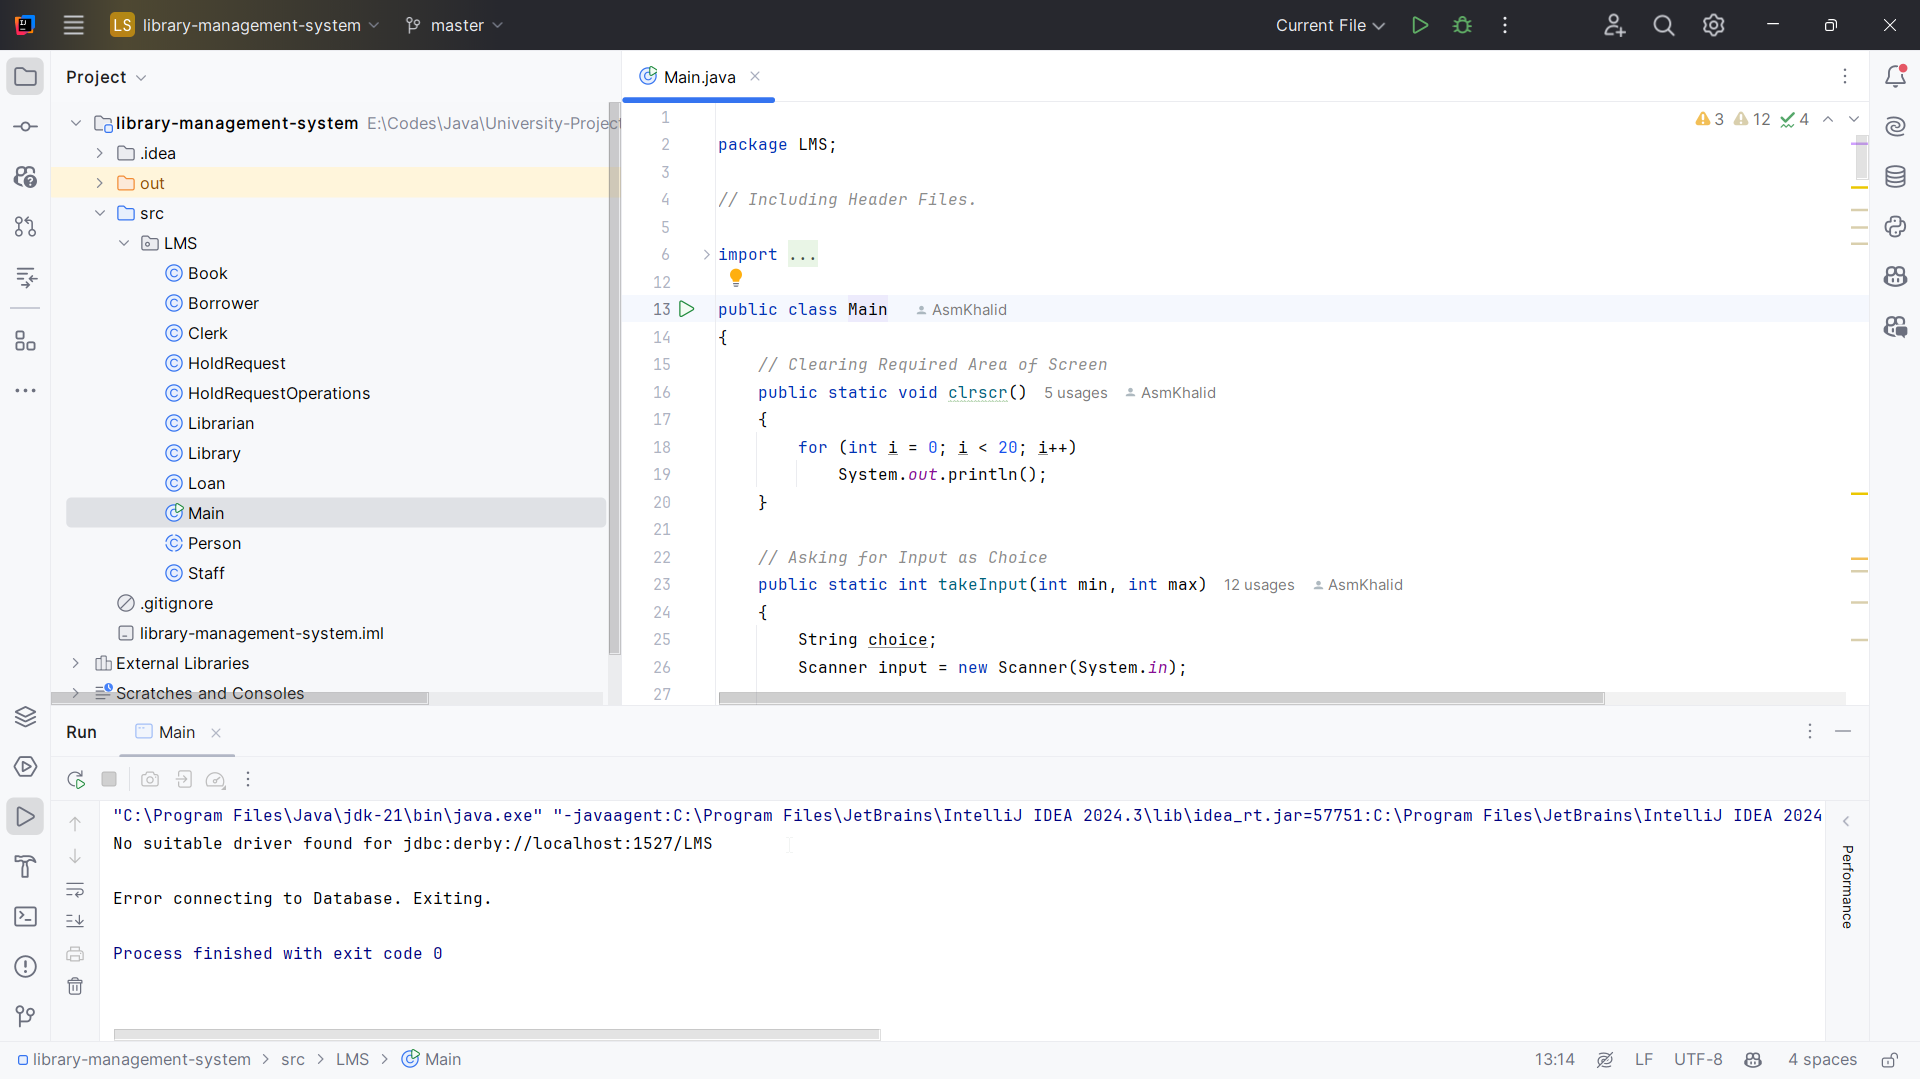 LS library-management-system master Current File
Project
library-management-system E:\Codes\Java\University-Project
.idea
out
src
LMS
Book
Borrower
Clerk
HoldRequest
HoldRequestOperations
Librarian
Library
Loan
Main
Person
Staff
.gitignore
library-management-system.iml
External Libraries
Scratches and Consoles
Main.java
3 12 4
1
2 package LMS;
3
4 // Including Header Files.
5
6 import ...
12
13 public class Main AsmKhalid
14 {
15 // Clearing Required Area of Screen
16 public static void clrscr() 5 usages AsmKhalid
17 {
18 for (int i = 0; i < 20; i++)
19 System.out.println();
20 }
21
22 // Asking for Input as Choice
23 public static int takeInput(int min, int max) 12 usages AsmKhalid
24 {
25 String choice;
26 Scanner input = new Scanner(System.in);
27
Run Main
"C:\Program Files\Java\jdk-21\bin\java.exe" "-javaagent:C:\Program Files\JetBrains\IntelliJ IDEA 2024.3\lib\idea_rt.jar=57751:C:\Program Files\JetBrains\IntelliJ IDEA 2024
No suitable driver found for jdbc:derby://localhost:1527/LMS
Error connecting to Database. Exiting.
Process finished with exit code 0
Performance
library-management-system > src > LMS > Main
13:14 LF UTF-8 4 spaces